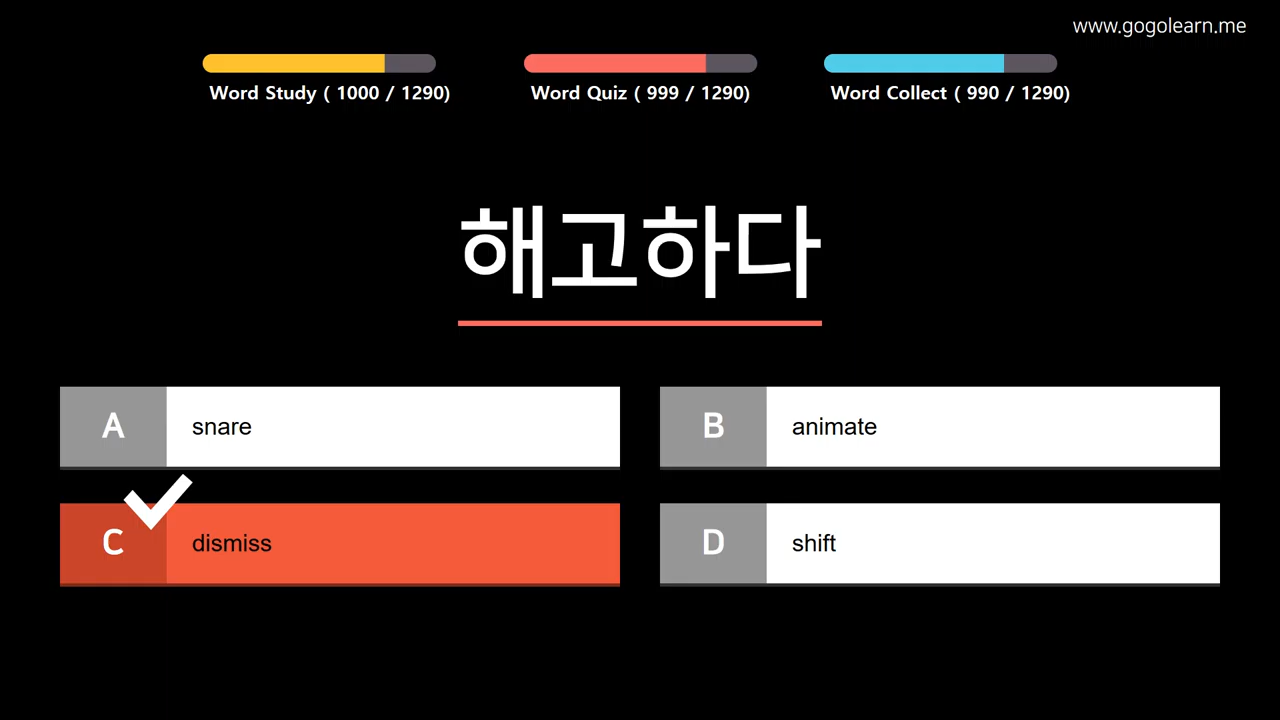 www.gogolearn.me
Word Study ( 1000 / 1290)
Word Quiz ( 999 / 1290)
Word Collect ( 990 / 1290)
해고하다
A snare
B animate
C dismiss
D shift